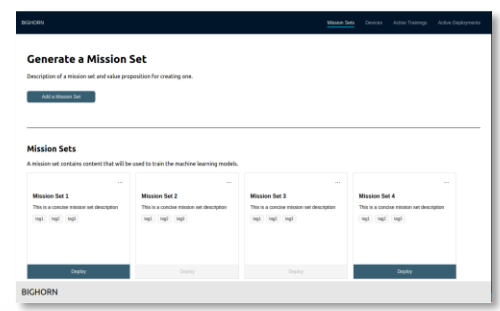 BIGHORN
Mission Sets Devices Active Trainings Active Deployments
Generate a Mission Set
Description of a mission set and value proposition for creating one.
Add a Mission Set
Mission Sets
A mission set contains content that will be used to train the machine learning models.
... ... ... ...
Mission Set 1 Mission Set 2 Mission Set 3 Mission Set 4
This is a concise mission set description This is a concise mission set description This is a concise mission set description This is a concise mission set description
tag1 tag2 tag3 tag1 tag2 tag3 tag1 tag2 tag3 tag1 tag2 tag3
Deploy Deploy Deploy Deploy
BIGHORN